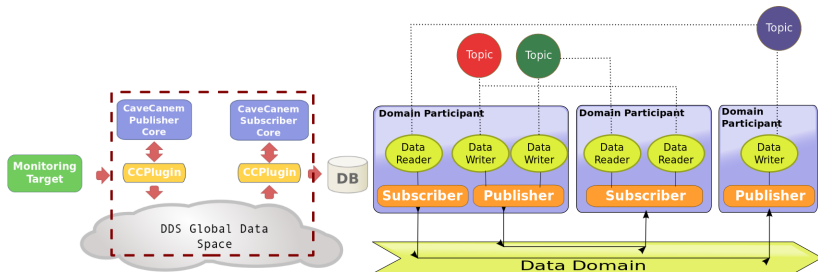 CaveCanem
Publisher
Core
CaveCanem
Subscriber
Core
Monitoring
Target
CCPlugin
CCPlugin
DB
DDS Global Data
Space
Topic
Topic
Topic
Domain Participant
Data
Reader
Data
Writer
Data
Writer
Subscriber
Publisher
Domain Participant
Data
Reader
Data
Reader
Subscriber
Domain
Participant
Data
Writer
Publisher
Data Domain